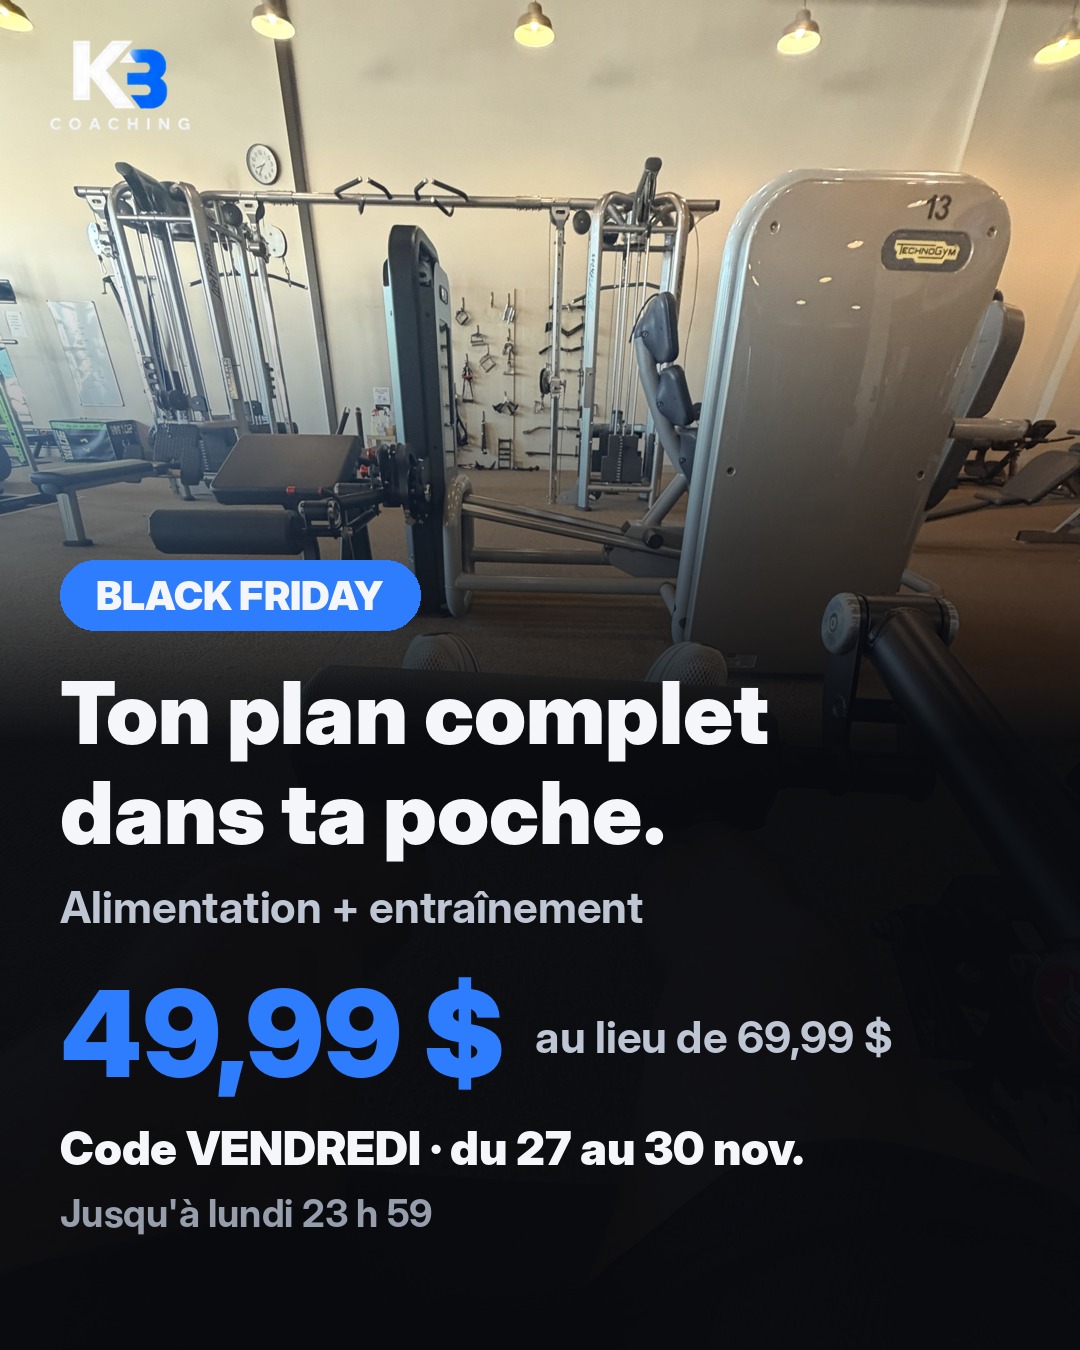 K3
COACHING
13
TECHNOGYM
BLACK FRIDAY
Ton plan complet
dans ta poche.
Alimentation + entraînement
49,99 $ au lieu de 69,99 $
Code VENDREDI · du 27 au 30 nov.
Jusqu'à lundi 23 h 59